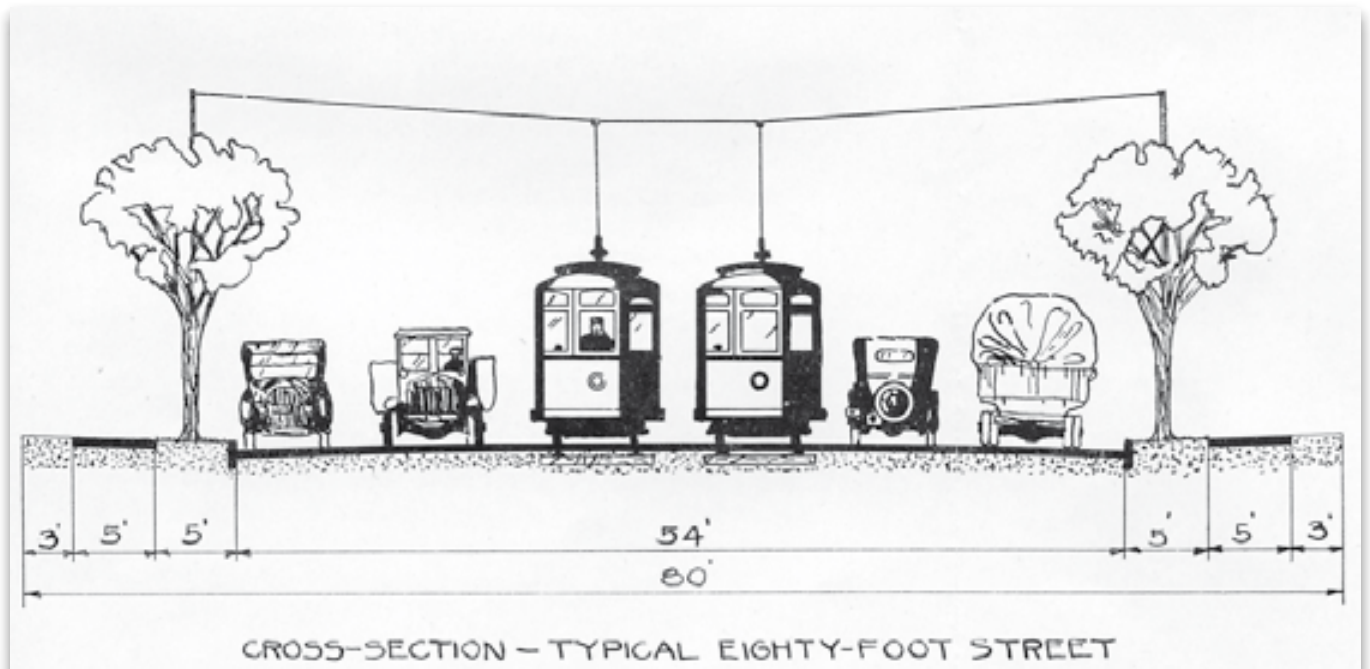 3' 5' 5' 54' 5' 5' 3'
80'
CROSS-SECTION – TYPICAL EIGHTY-FOOT STREET